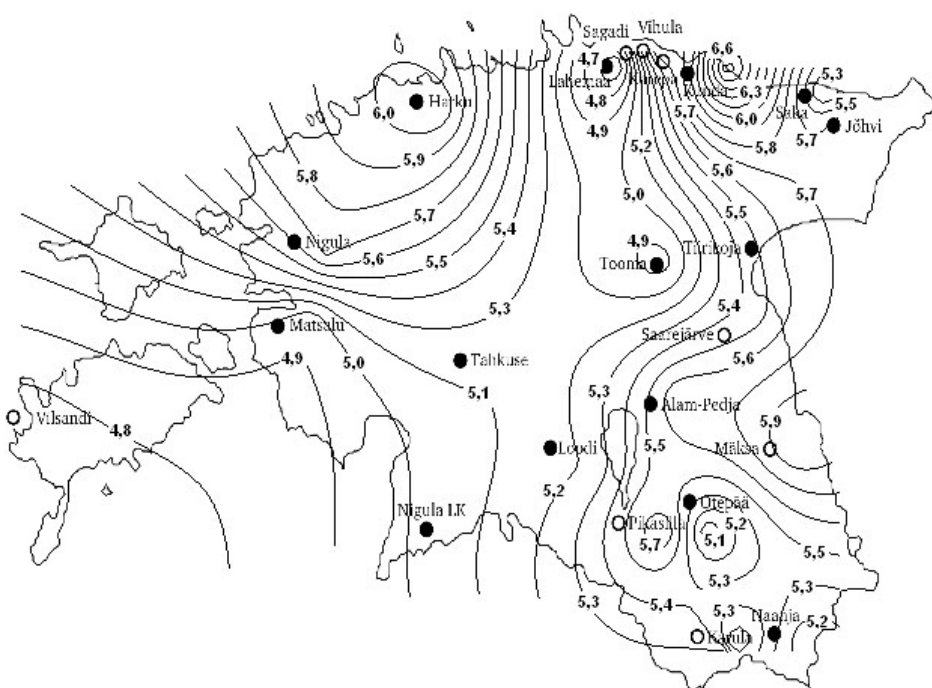 Sagadi Vihula
4,7
6,6
Lahemaa
Kunda
5,3
4,8
6,3
5,5
Harku
6,0
5,7
6,0
Saka
4,9
5,8
5,7
Jõhvi
5,9
5,2
5,6
5,8
5,0
5,7
5,7
5,5
5,4
4,9
Nigula
Tiirikoja
5,6
5,5
Tooma
5,3
5,4
Matsalu
Saarejärve
4,9
5,0
Tahkuse
5,6
5,1
5,3
Alam-Pedja
Vilsandi
4,8
5,9
5,5
Loodi
Mäksa
5,2
Otepää
Nigula LK
Pikasilla
5,2
5,7
5,1
5,5
5,3
5,3
5,3
5,4
5,3
Naanja
5,2
Karula